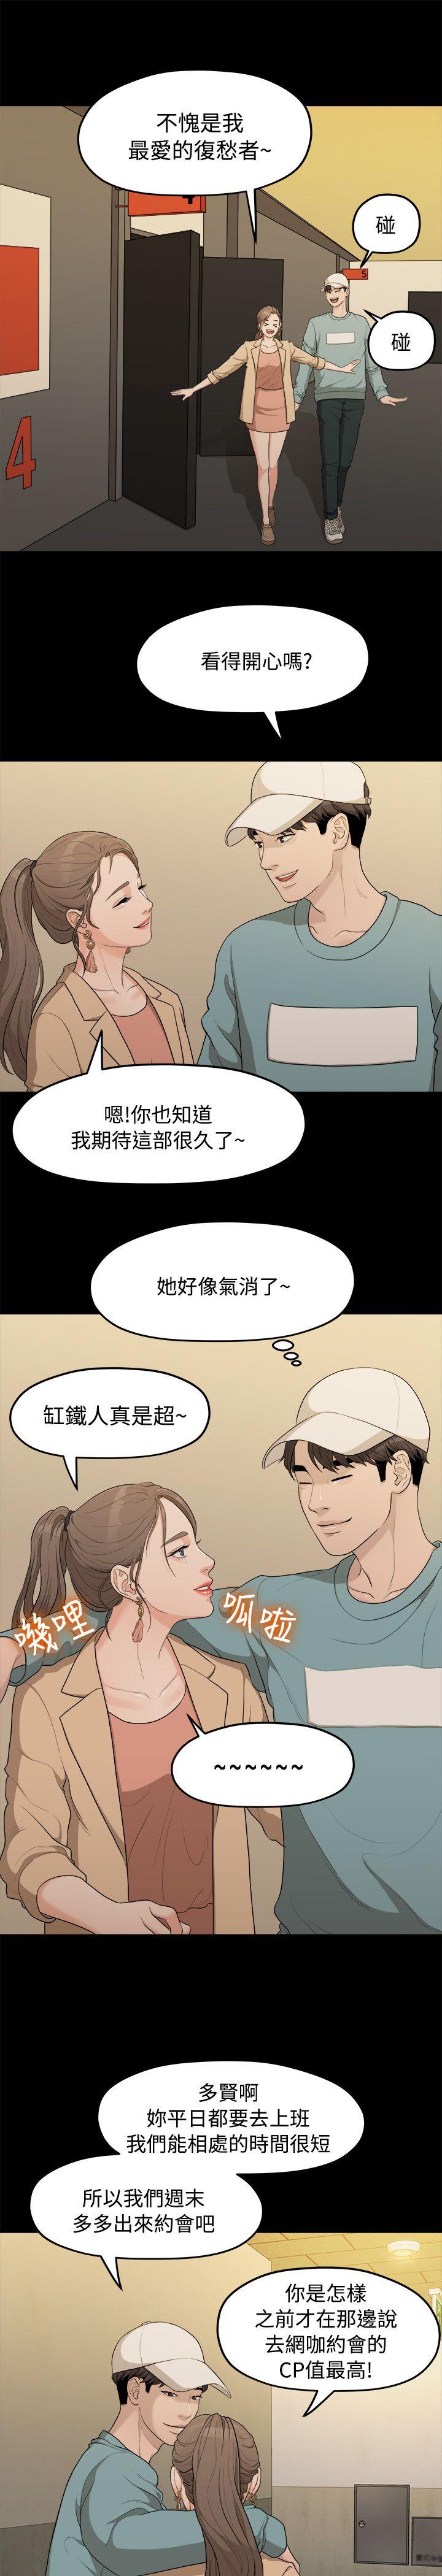 不愧是我
最愛的復愁者~
4
碰
5
碰
4
看得開心嗎?
嗯!你也知道
我期待這部很久了~
她好像氣消了~
缸鐵人真是超~
嘰哩
呱啦
~~~~~~
多賢啊
妳平日都要去上班
我們能相處的時間很短
所以我們週末
多多出來約會吧
你是怎樣
之前才在那邊說
去網咖約會的
CP值最高!